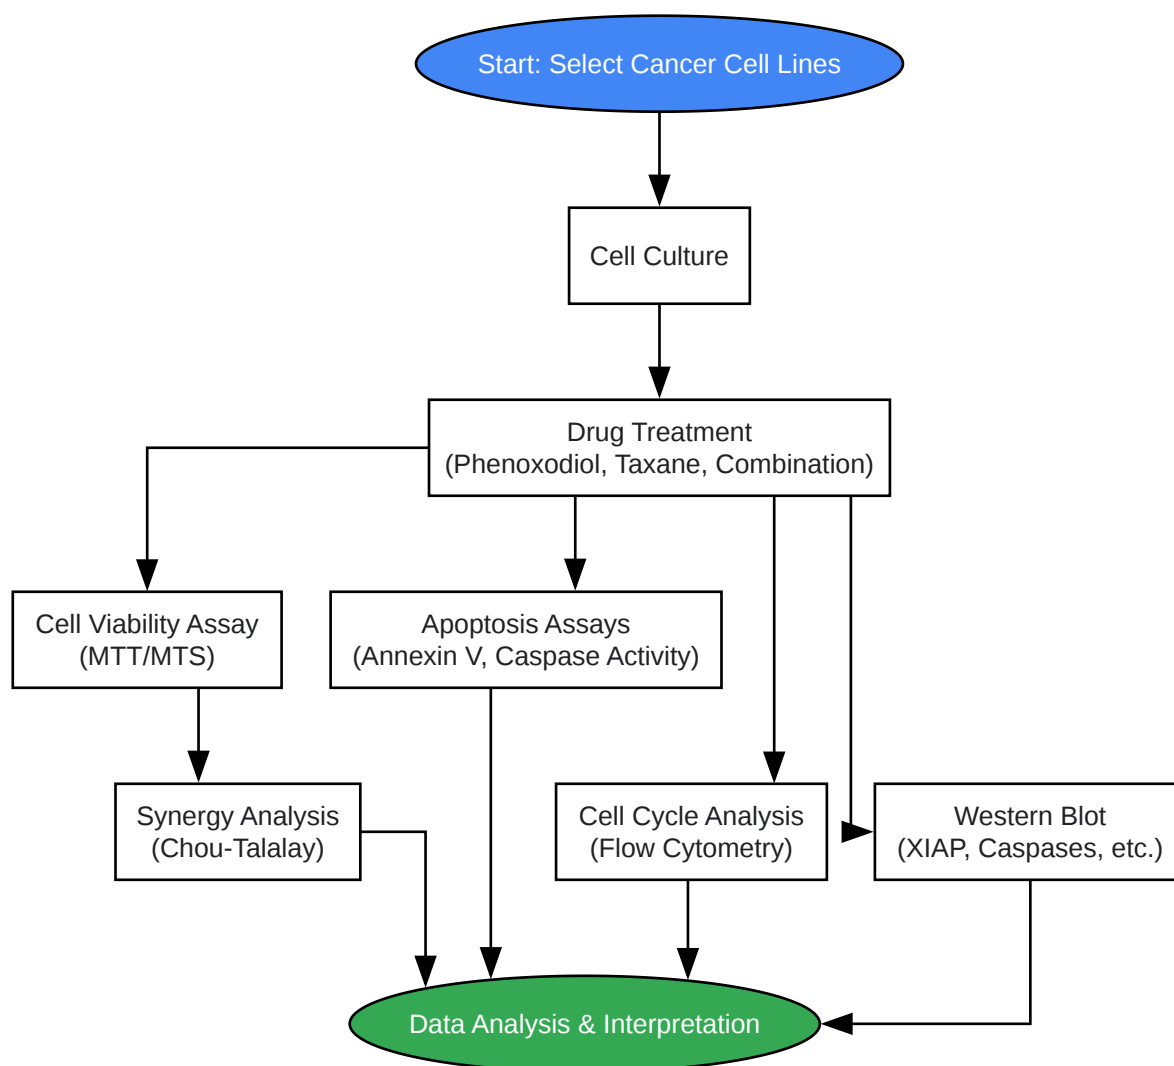 Start: Select Cancer Cell Lines
Cell Culture
Drug Treatment
(Phenoxodiol, Taxane, Combination)
Cell Viability Assay
(MTT/MTS)
Apoptosis Assays
(Annexin V, Caspase Activity)
Synergy Analysis
(Chou-Talalay)
Cell Cycle Analysis
(Flow Cytometry)
Western Blot
(XIAP, Caspases, etc.)
Data Analysis & Interpretation